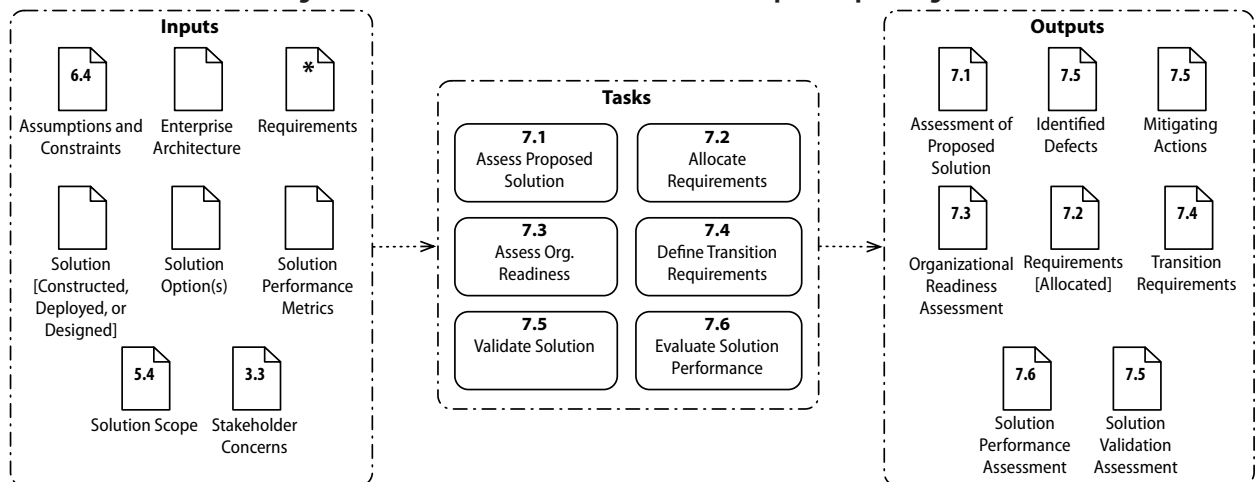 Inputs
6.4
Assumptions and
Constraints
Enterprise
Architecture
*
Requirements
Solution
[Constructed,
Deployed, or
Designed]
Solution
Option(s)
Solution
Performance
Metrics
5.4
Solution Scope
3.3
Stakeholder
Concerns
Tasks
7.1
Assess Proposed
Solution
7.2
Allocate
Requirements
7.3
Assess Org.
Readiness
7.4
Define Transition
Requirements
7.5
Validate Solution
7.6
Evaluate Solution
Performance
Outputs
7.1
Assessment of
Proposed
Solution
7.5
Identified
Defects
7.5
Mitigating
Actions
7.3
Organizational
Readiness
Assessment
7.2
Requirements
[Allocated]
7.4
Transition
Requirements
7.6
Solution
Performance
Assessment
7.5
Solution
Validation
Assessment